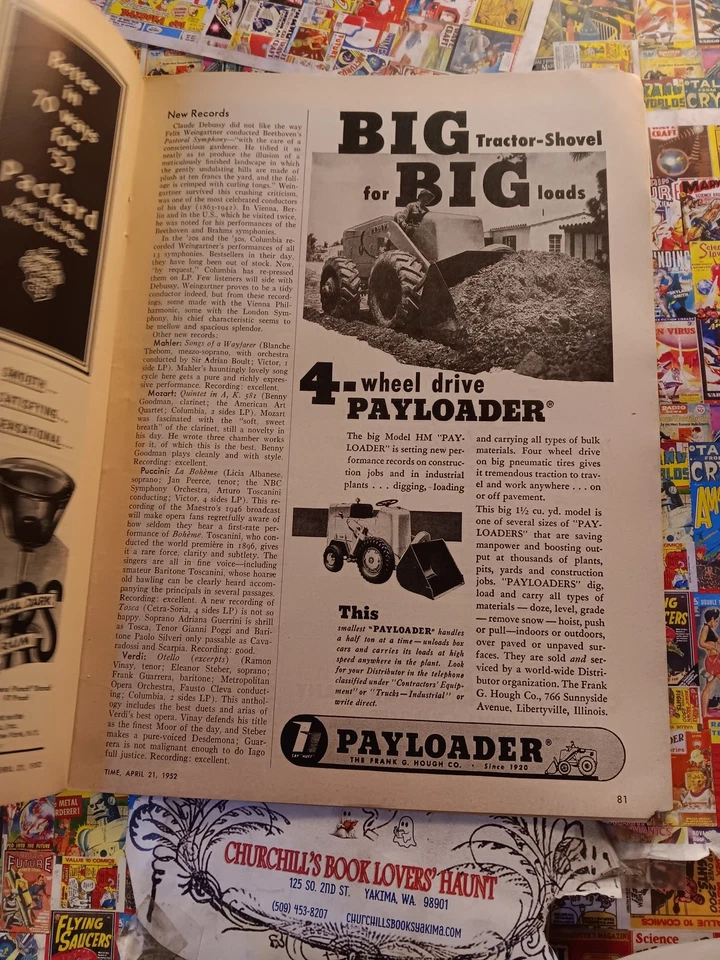 Better
in
70 ways
for
'52
Packard
SMOOTH...
SATISFYING...
SENSATIONAL...
New Records
Claude Debussy did not like the way
Felix Weingartner conducted Beethoven's
Pastoral Symphony—"with the care of a
conscientious gardener. He tidied it so
neatly as to produce the illusion of a
meticulously finished landscape in which
the gently undulating hills are made of
plush at ten francs the yard, and the foli-
age is crimped with curling tongs." Wein-
gartner survived this crushing criticism,
was one of the most celebrated conductors
of his day (1863-1942). In Vienna, Ber-
lin and in the U.S., which he visited twice,
he was noted for his performances of the
Beethoven and Brahms symphonies.
In the '20s and the '30s, Columbia re-
corded Weingartner's performances of all
13 symphonies. Bestsellers in their day,
they have long been out of stock. Now,
"by request," Columbia has re-pressed
them on LP. Few listeners will side with
Debussy. Weingartner proves to be a tidy
conductor indeed, but from these record-
ings, some made with the Vienna Phil-
harmonic, some with the London Sym-
phony, his chief characteristic seems to
be mellow and spacious splendor.
Other new records:
Mahler: Songs of a Wayfarer (Blanche
Thebom, mezzo-soprano, with orchestra
conducted by Sir Adrian Boult; Victor, 1
side LP). Mahler's hauntingly lovely song
cycle here gets a pure and richly expres-
sive performance. Recording: excellent.
Mozart: Quintet in A, K. 581 (Benny
Goodman, clarinet; the American Art
Quartet; Columbia, 2 sides LP). Mozart
was fascinated with the "soft, sweet
breath" of the clarinet, still a novelty in
his day. He wrote three chamber works
for it, of which this is the best. Benny
Goodman plays cleanly and with style.
Recording: excellent.
Puccini: La Bohème (Licia Albanese,
soprano; Jan Peerce, tenor; the NBC
Symphony Orchestra, Arturo Toscanini
conducting; Victor, 4 sides LP). This re-
cording of the Maestro's 1946 broadcast
will make opera fans regretfully aware of
how seldom they hear a first-rate per-
formance of Bohème. Toscanini, who con-
ducted the world première in 1896, gives
it a rare force, clarity and subtlety. The
singers are all in fine voice—including
amateur Baritone Toscanini, whose hoarse
old hawling can be clearly heard accom-
panying the principals in several passages.
Recording: excellent. A new recording of
Tosca (Cetra-Soria, 4 sides LP) is not so
happy. Soprano Adriana Guerrini is shrill
as Tosca, Tenor Gianni Poggi and Bari-
tone Paolo Silveri only passable as Cava-
radossi and Scarpia. Recording: good.
Verdi: Otello (excerpts) (Ramon
Vinay, tenor; Eleanor Steber, soprano;
Frank Guarrera, baritone; Metropolitan
Opera Orchestra, Fausto Cleva conduct-
ing; Columbia, 2 sides LP). This anthol-
ogy includes the best duets and arias of
Verdi's best opera. Vinay defends his title
as the finest Moor of the day, and Steber
makes a pure-voiced Desdemona; Guar-
rera is not malignant enough to do Iago
full justice. Recording: excellent.
TIME, APRIL 21, 1952
BIG Tractor-Shovel
for BIG loads
4-wheel drive
PAYLOADER®
The big Model HM "PAY-
LOADER" is setting new per-
formance records on construc-
tion jobs and in industrial
plants . . . digging, loading
and carrying all types of bulk
materials. Four wheel drive
on big pneumatic tires gives
it tremendous traction to trav-
el and work anywhere . . . on
or off pavement.
This big 1½ cu. yd. model is
one of several sizes of "PAY-
LOADERS" that are saving
manpower and boosting out-
put at thousands of plants,
pits, yards and construction
jobs. "PAYLOADERS" dig,
load and carry all types of
materials — doze, level, grade
— remove snow — hoist, push
or pull—indoors or outdoors,
over paved or unpaved sur-
faces. They are sold and ser-
viced by a world-wide Distri-
butor organization. The Frank
G. Hough Co., 766 Sunnyside
Avenue, Libertyville, Illinois.
This
smallest "PAYLOADER" handles
a half ton at a time—unloads box
cars and carries its loads at high
speed anywhere in the plant. Look
for your Distributor in the telephone
classified under "Contractors' Equip-
ment" or "Trucks—Industrial" or
write direct.
PAYLOADER®
THE FRANK G. HOUGH CO. · Since 1920
81
CHURCHILL'S BOOK LOVERS' HAUNT
125 SO. 2ND ST. YAKIMA, WA. 98901
(509) 453-8207 CHURCHILLSBOOKSYAKIMA.COM
METAL
FUTURE
VALUE 10 COMICS
FLYING
SAUCERS
VALUE 10 COMICS
Science